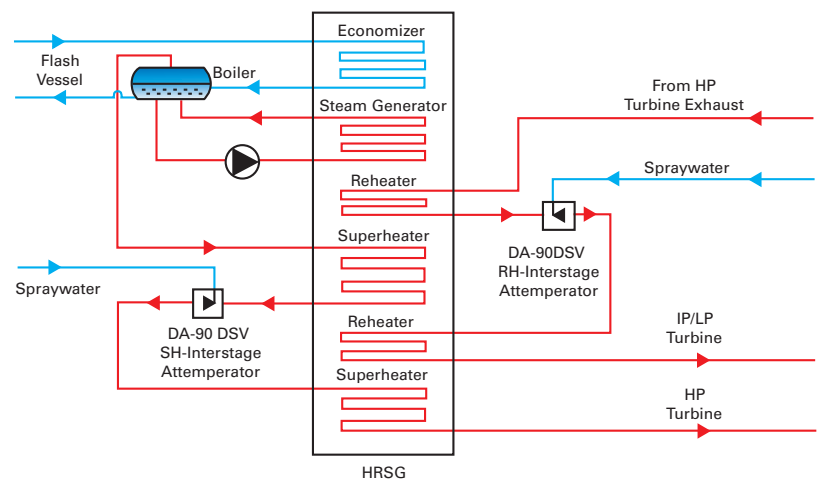 Economizer
Flash
Vessel
Boiler
Steam Generator
From HP
Turbine Exhaust
Reheater
Spraywater
Superheater
DA-90DSV
RH-Interstage
Attemperator
Spraywater
DA-90 DSV
SH-Interstage
Attemperator
Reheater
IP/LP
Turbine
Superheater
HP
Turbine
HRSG